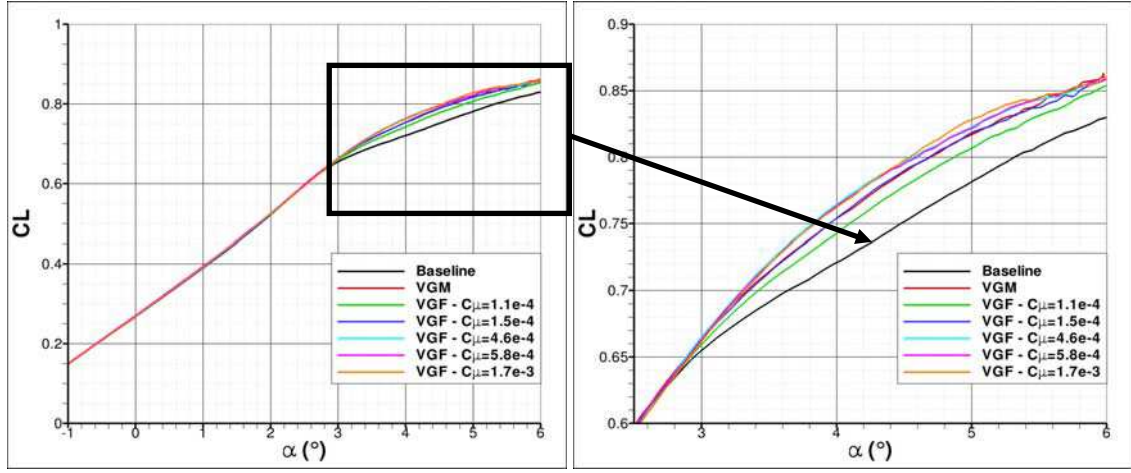 1
0.8
0.6
0.4
0.2
0
CL
-1 0 1 2 3 4 5 6
α (°)
Baseline
VGM
VGF - Cμ=1.1e-4
VGF - Cμ=1.5e-4
VGF - Cμ=4.6e-4
VGF - Cμ=5.8e-4
VGF - Cμ=1.7e-3
0.9
0.85
0.8
0.75
0.7
0.65
0.6
CL
3 4 5 6
α (°)
Baseline
VGM
VGF - Cμ=1.1e-4
VGF - Cμ=1.5e-4
VGF - Cμ=4.6e-4
VGF - Cμ=5.8e-4
VGF - Cμ=1.7e-3